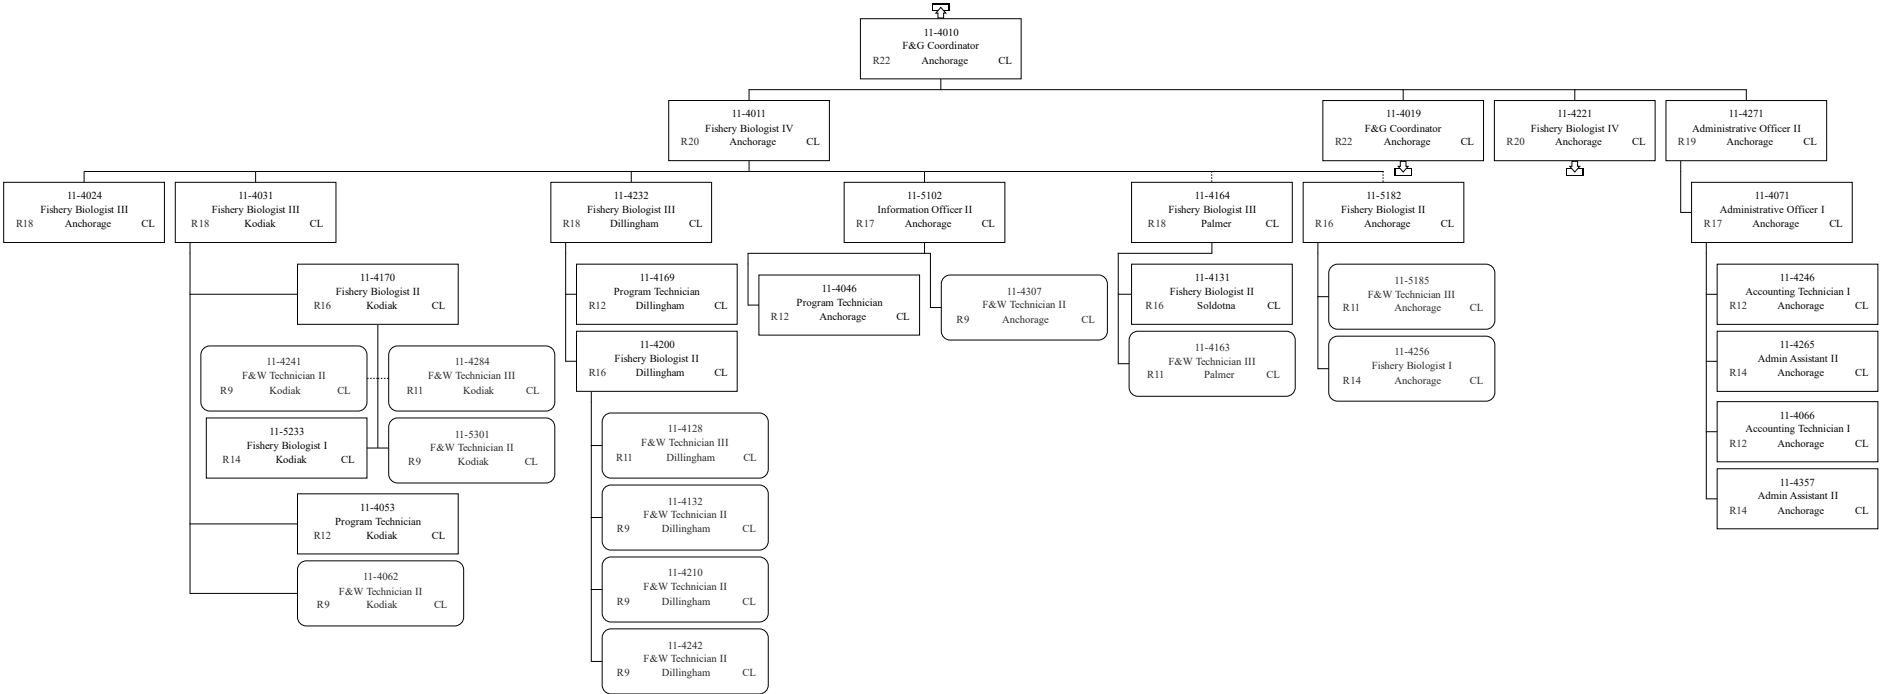 11-4010
F&G Coordinator
R22 Anchorage CL
11-4011
Fishery Biologist IV
R20 Anchorage CL
11-4019
F&G Coordinator
R22 Anchorage CL
11-4221
Fishery Biologist IV
R20 Anchorage CL
11-4271
Administrative Officer II
R19 Anchorage CL
11-4024
Fishery Biologist III
R18 Anchorage CL
11-4031
Fishery Biologist III
R18 Kodiak CL
11-4232
Fishery Biologist III
R18 Dillingham CL
11-5102
Information Officer II
R17 Anchorage CL
11-4164
Fishery Biologist III
R18 Palmer CL
11-5182
Fishery Biologist II
R16 Anchorage CL
11-4071
Administrative Officer I
R17 Anchorage CL
11-4170
Fishery Biologist II
R16 Kodiak CL
11-4241
F&W Technician II
R9 Kodiak CL
11-4284
F&W Technician III
R11 Kodiak CL
11-5233
Fishery Biologist I
R14 Kodiak CL
11-5301
F&W Technician II
R9 Kodiak CL
11-4053
Program Technician
R12 Kodiak CL
11-4062
F&W Technician II
R9 Kodiak CL
11-4169
Program Technician
R12 Dillingham CL
11-4200
Fishery Biologist II
R16 Dillingham CL
11-4128
F&W Technician III
R11 Dillingham CL
11-4132
F&W Technician II
R9 Dillingham CL
11-4210
F&W Technician II
R9 Dillingham CL
11-4242
F&W Technician II
R9 Dillingham CL
11-4046
Program Technician
R12 Anchorage CL
11-4307
F&W Technician II
R9 Anchorage CL
11-4131
Fishery Biologist II
R16 Soldotna CL
11-4163
F&W Technician III
R11 Palmer CL
11-5185
F&W Technician III
R11 Anchorage CL
11-4256
Fishery Biologist I
R14 Anchorage CL
11-4246
Accounting Technician I
R12 Anchorage CL
11-4265
Admin Assistant II
R14 Anchorage CL
11-4066
Accounting Technician I
R12 Anchorage CL
11-4357
Admin Assistant II
R14 Anchorage CL